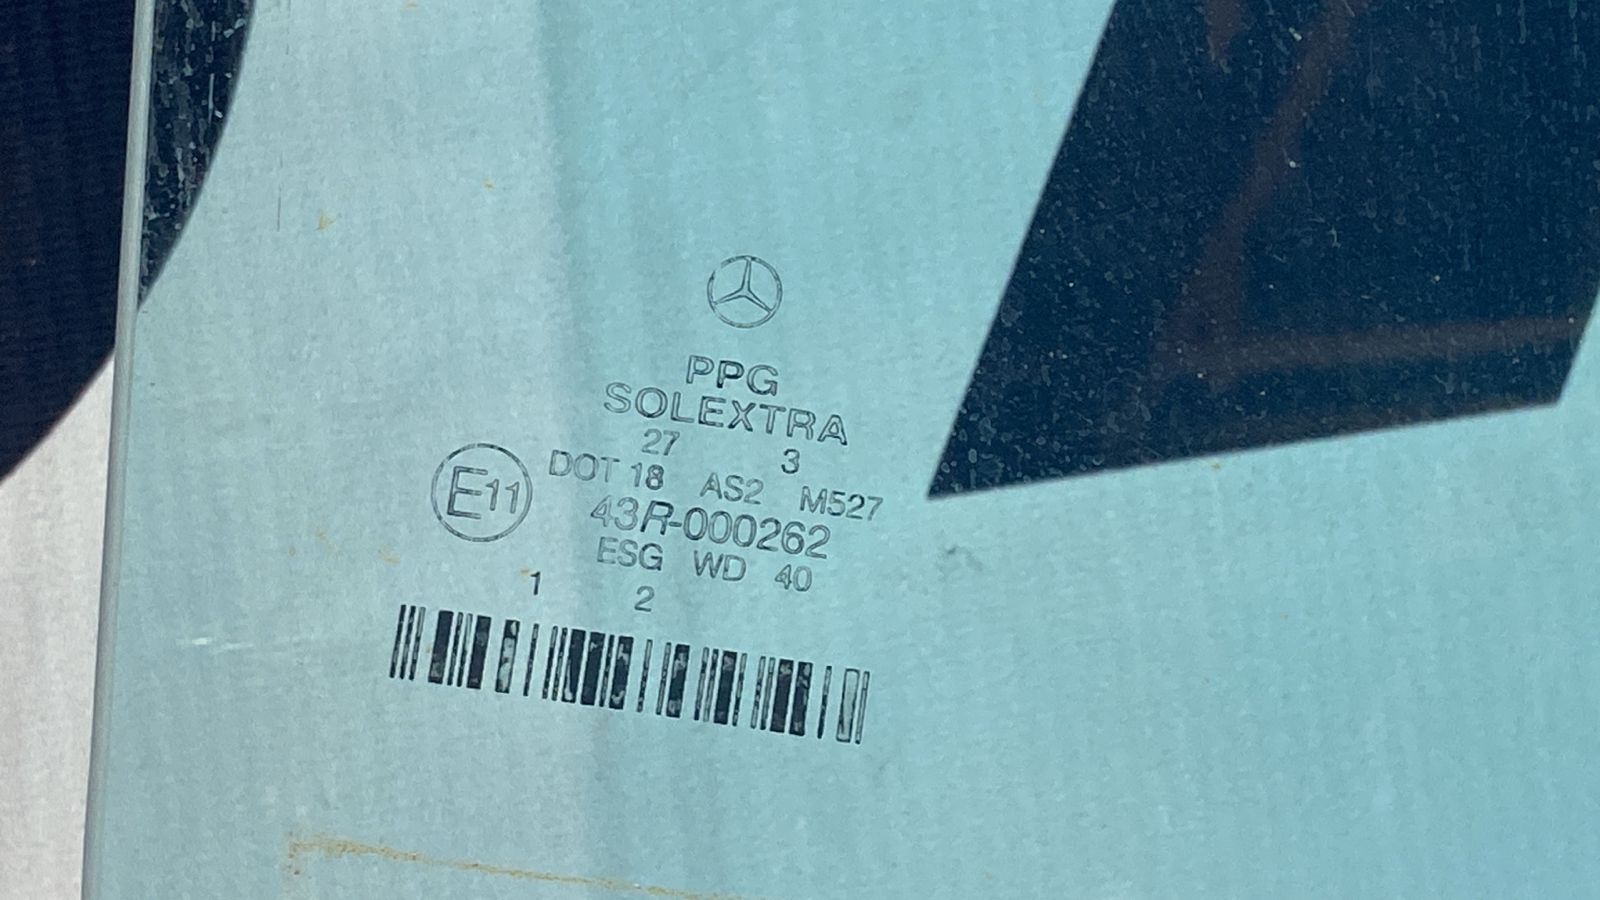 PPG
SOLEXTRA
27 3
DOT 18 AS2 M527
E11 43R-000262
ESG WD 40
1 2